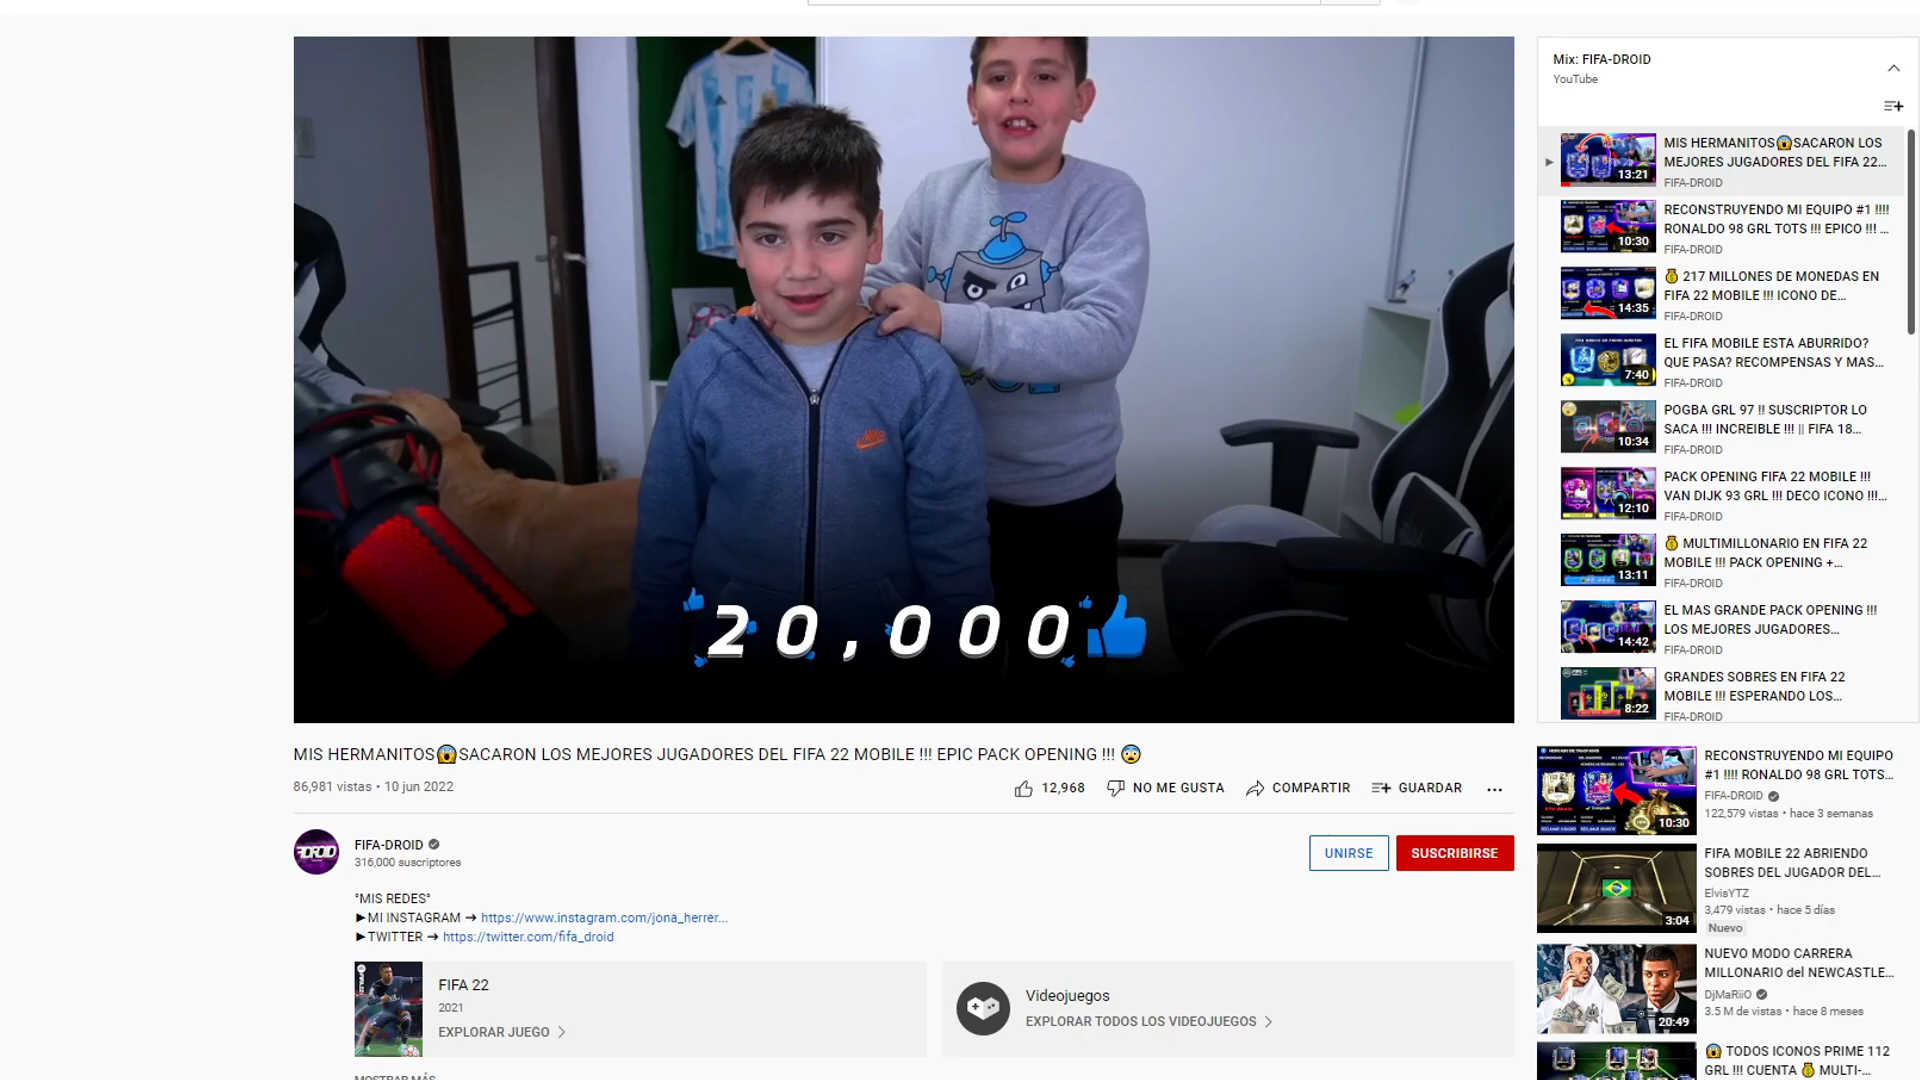 20,000
MIS HERMANITOS😱SACARON LOS MEJORES JUGADORES DEL FIFA 22 MOBILE !!! EPIC PACK OPENING !!! 😨
86,981 vistas • 10 jun 2022
12,968
NO ME GUSTA
COMPARTIR
GUARDAR
FIFA-DROID
316,000 suscriptores
UNIRSE
SUSCRIBIRSE
°MIS REDES°
►MI INSTAGRAM → https://www.instagram.com/jona_herrer...
►TWITTER → https://twitter.com/fifa_droid
FIFA 22
2021
EXPLORAR JUEGO
Videojuegos
EXPLORAR TODOS LOS VIDEOJUEGOS
MOSTRAR MÁS
Mix: FIFA-DROID
YouTube
MIS HERMANITOS😱SACARON LOS
MEJORES JUGADORES DEL FIFA 22...
13:21
FIFA-DROID
RECONSTRUYENDO MI EQUIPO #1 !!!!
RONALDO 98 GRL TOTS !!! EPICO !!! ...
10:30
FIFA-DROID
💰 217 MILLONES DE MONEDAS EN
FIFA 22 MOBILE !!! ICONO DE...
14:35
FIFA-DROID
EL FIFA MOBILE ESTA ABURRIDO?
QUE PASA? RECOMPENSAS Y MAS...
7:40
FIFA-DROID
POGBA GRL 97 !! SUSCRIPTOR LO
SACA !!! INCREIBLE !!! || FIFA 18...
10:34
FIFA-DROID
PACK OPENING FIFA 22 MOBILE !!!
VAN DIJK 93 GRL !!! DECO ICONO !!!...
12:10
FIFA-DROID
💰 MULTIMILLONARIO EN FIFA 22
MOBILE !!! PACK OPENING +...
13:11
FIFA-DROID
EL MAS GRANDE PACK OPENING !!!
LOS MEJORES JUGADORES...
14:42
FIFA-DROID
GRANDES SOBRES EN FIFA 22
MOBILE !!! ESPERANDO LOS...
8:22
FIFA-DROID
RECONSTRUYENDO MI EQUIPO
#1 !!!! RONALDO 98 GRL TOTS...
FIFA-DROID
122,579 vistas • hace 3 semanas
10:30
FIFA MOBILE 22 ABRIENDO
SOBRES DEL JUGADOR DEL...
ElvisYTZ
3,479 vistas • hace 5 días
Nuevo
3:04
NUEVO MODO CARRERA
MILLONARIO del NEWCASTLE...
DjMaRiiO
3.5 M de vistas • hace 8 meses
20:49
😱 TODOS ICONOS PRIME 112
GRL !!! CUENTA 💰 MULTI-...